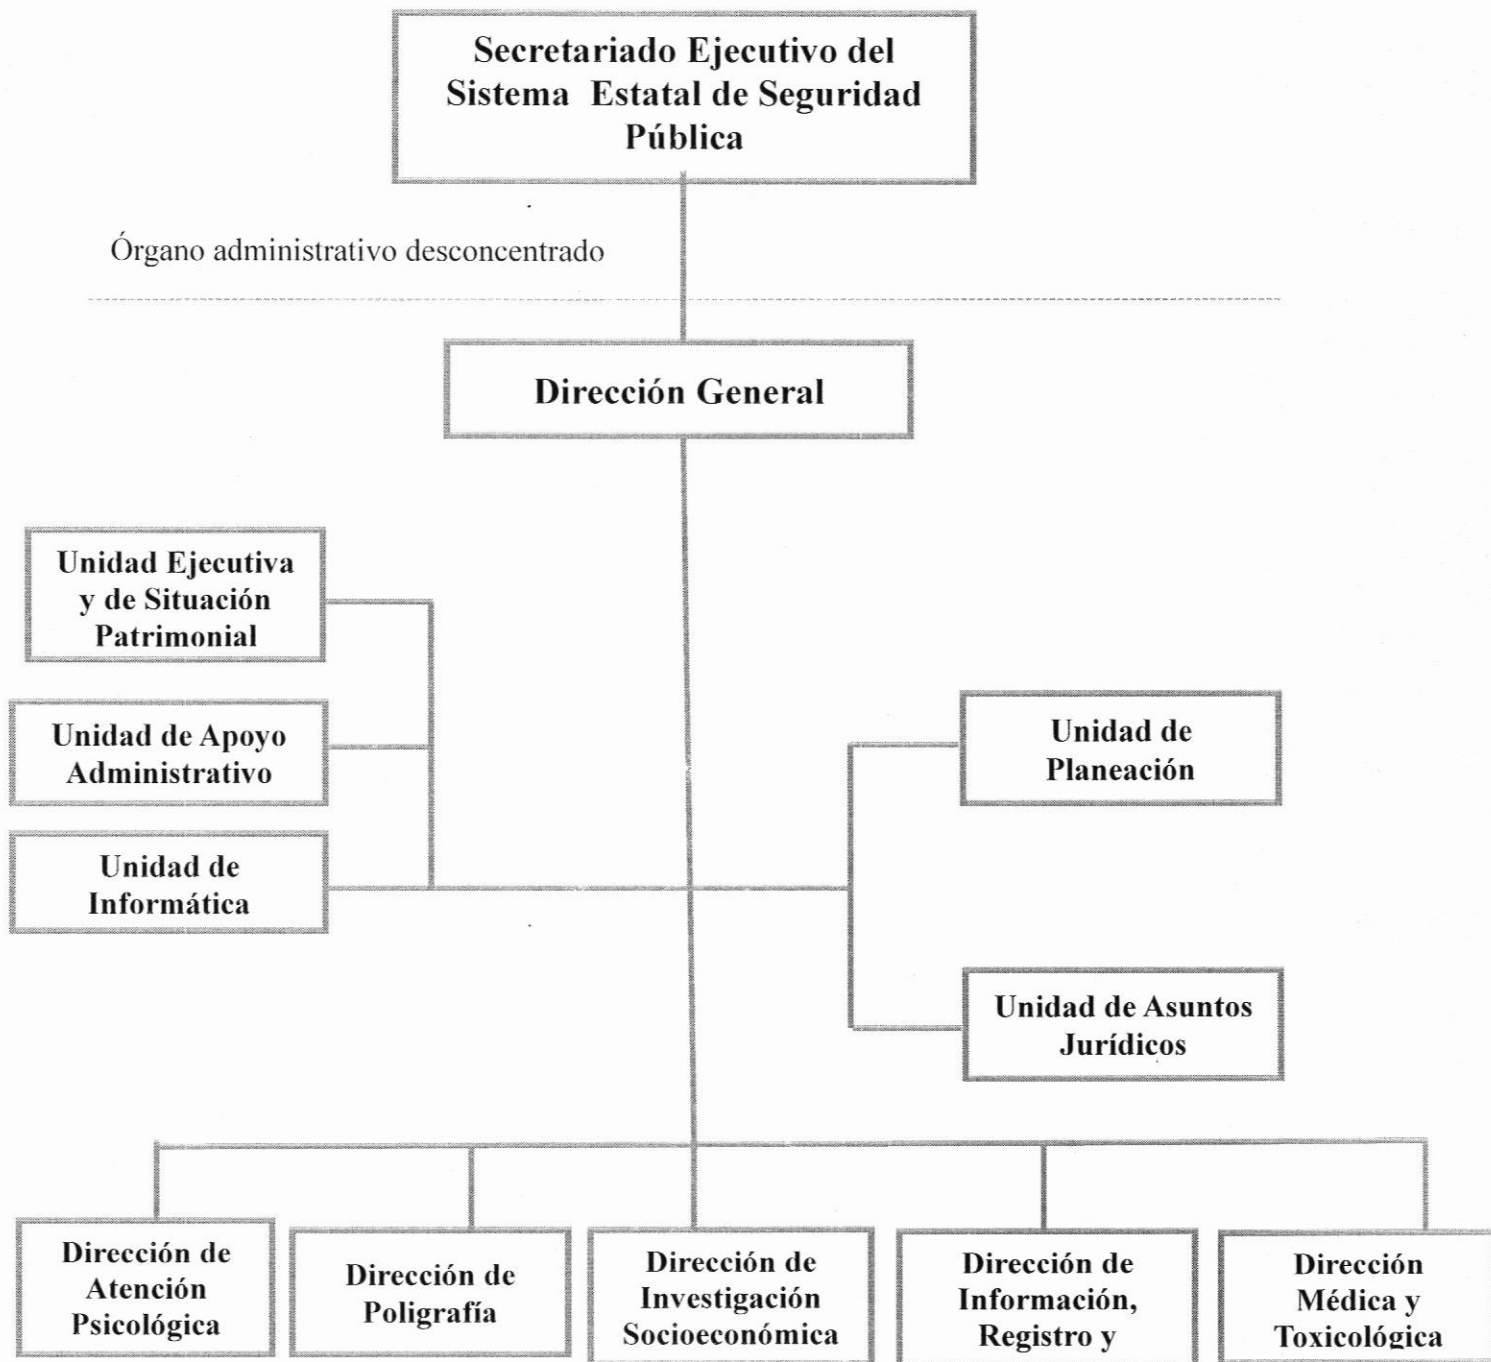 Secretariado Ejecutivo del
Sistema Estatal de Seguridad
Pública
Órgano administrativo desconcentrado
Dirección General
Unidad Ejecutiva
y de Situación
Patrimonial
Unidad de Apoyo
Administrativo
Unidad de
Informática
Unidad de
Planeación
Unidad de Asuntos
Jurídicos
Dirección de
Atención
Psicológica
Dirección de
Poligrafía
Dirección de
Investigación
Socioeconómica
Dirección de
Información,
Registro y
Dirección
Médica y
Toxicológica